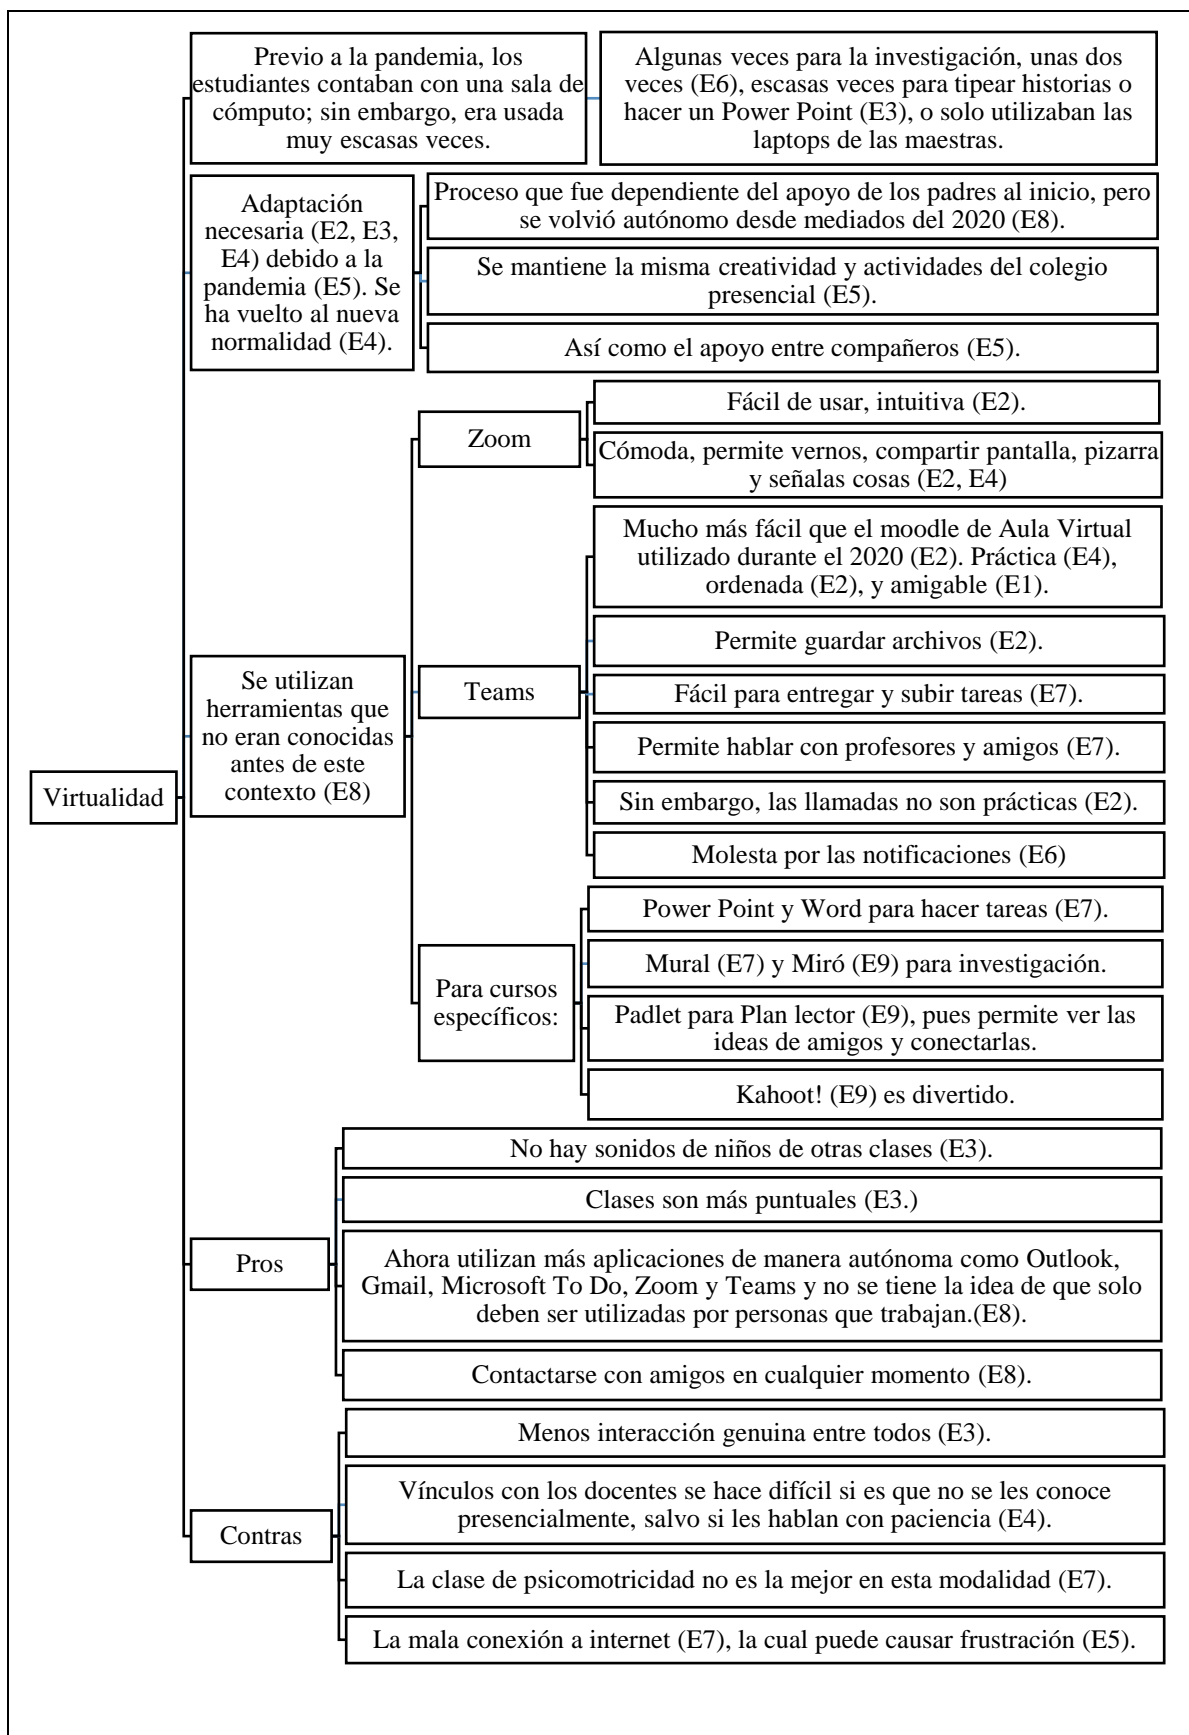 Virtualidad
Previo a la pandemia, los
estudiantes contaban con una sala de
cómputo; sin embargo, era usada
muy escasas veces.
Algunas veces para la investigación, unas dos
veces (E6), escasas veces para tipear historias o
hacer un Power Point (E3), o solo utilizaban las
laptops de las maestras.
Adaptación
necesaria (E2, E3,
E4) debido a la
pandemia (E5). Se
ha vuelto al nueva
normalidad (E4).
Proceso que fue dependiente del apoyo de los padres al inicio, pero
se volvió autónomo desde mediados del 2020 (E8).
Se mantiene la misma creatividad y actividades del colegio
presencial (E5).
Así como el apoyo entre compañeros (E5).
Se utilizan
herramientas que
no eran conocidas
antes de este
contexto (E8)
Zoom
Fácil de usar, intuitiva (E2).
Cómoda, permite vernos, compartir pantalla, pizarra
y señalas cosas (E2, E4)
Teams
Mucho más fácil que el moodle de Aula Virtual
utilizado durante el 2020 (E2). Práctica (E4),
ordenada (E2), y amigable (E1).
Permite guardar archivos (E2).
Fácil para entregar y subir tareas (E7).
Permite hablar con profesores y amigos (E7).
Sin embargo, las llamadas no son prácticas (E2).
Molesta por las notificaciones (E6)
Para cursos
específicos:
Power Point y Word para hacer tareas (E7).
Mural (E7) y Miró (E9) para investigación.
Padlet para Plan lector (E9), pues permite ver las
ideas de amigos y conectarlas.
Kahoot! (E9) es divertido.
Pros
No hay sonidos de niños de otras clases (E3).
Clases son más puntuales (E3.)
Ahora utilizan más aplicaciones de manera autónoma como Outlook,
Gmail, Microsoft To Do, Zoom y Teams y no se tiene la idea de que solo
deben ser utilizadas por personas que trabajan.(E8).
Contactarse con amigos en cualquier momento (E8).
Contras
Menos interacción genuina entre todos (E3).
Vínculos con los docentes se hace difícil si es que no se les conoce
presencialmente, salvo si les hablan con paciencia (E4).
La clase de psicomotricidad no es la mejor en esta modalidad (E7).
La mala conexión a internet (E7), la cual puede causar frustración (E5).